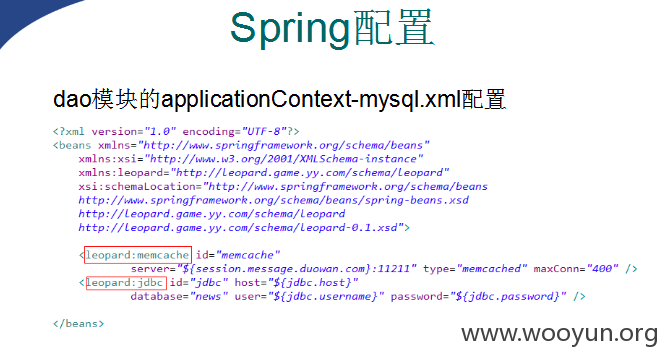 Spring配置
dao模块的applicationContext-mysql.xml配置
<?xml version="1.0" encoding="UTF-8"?>
<beans xmlns="http://www.springframework.org/schema/beans"
xmlns:xsi="http://www.w3.org/2001/XMLSchema-instance"
xmlns:leopard="http://leopard.game.yy.com/schema/leopard"
xsi:schemaLocation="http://www.springframework.org/schema/beans
http://www.springframework.org/schema/beans/spring-beans.xsd
http://leopard.game.yy.com/schema/leopard
http://leopard.game.yy.com/schema/leopard-0.1.xsd">
<leopard:memcache id="memcache"
server="${session.message.duowan.com}:11211" type="memcached" maxConn="400" />
<leopard:jdbc id="jdbc" host="${jdbc.host}"
database="news" user="${jdbc.username}" password="${jdbc.password}" />
</beans>
www.wooyun.org